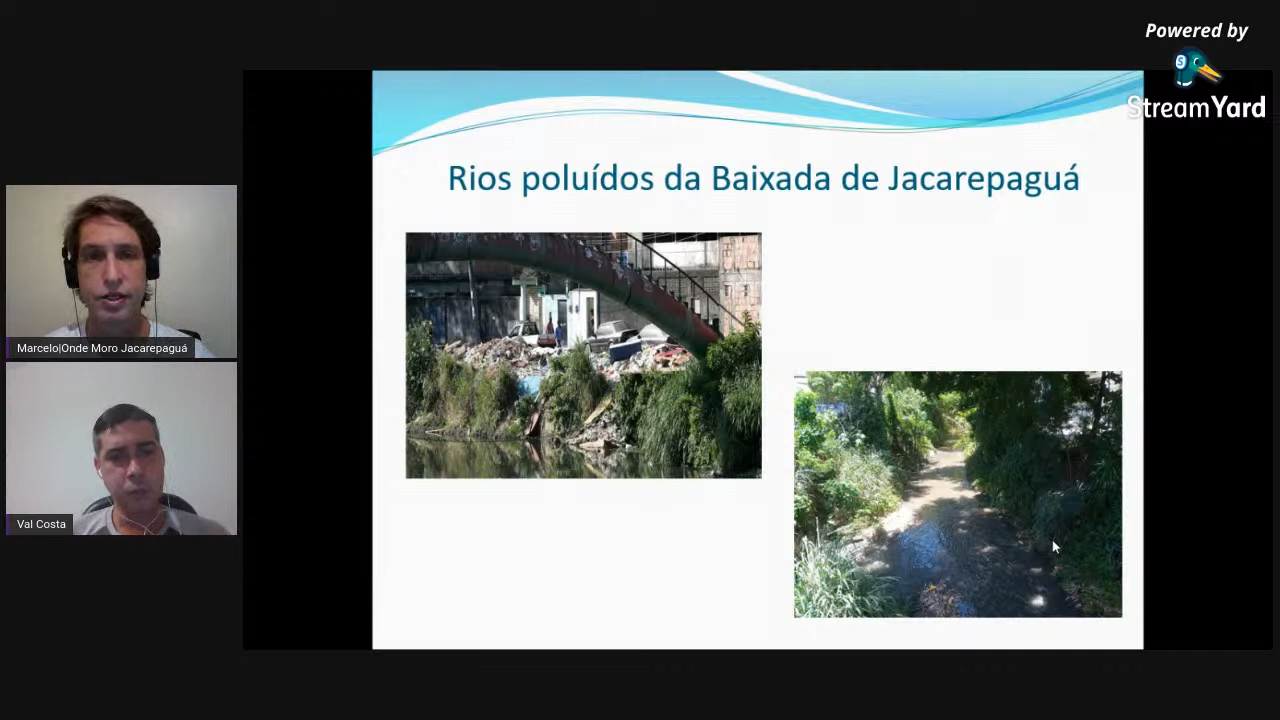 Powered by
StreamYard
Rios poluídos da Baixada de Jacarepaguá
Marcelo|Onde Moro Jacarepaguá
Val Costa